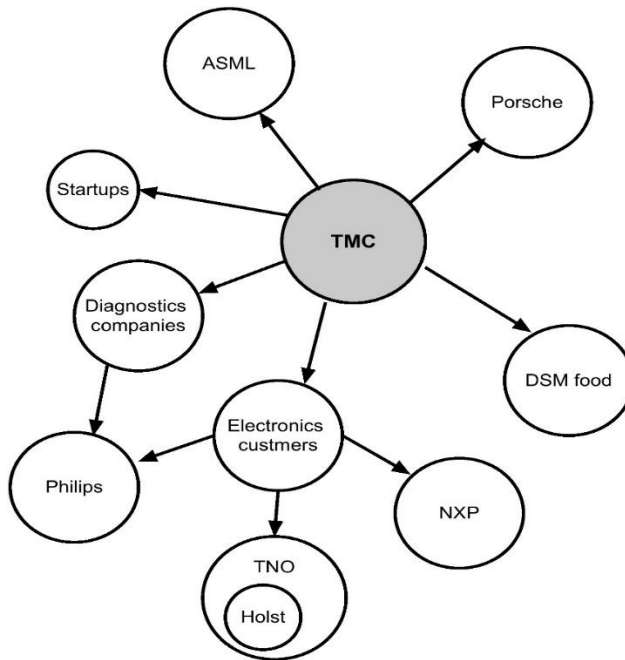 ASML
Porsche
Startups
TMC
Diagnostics
companies
DSM food
Electronics
custmers
Philips
NXP
TNO
Holst